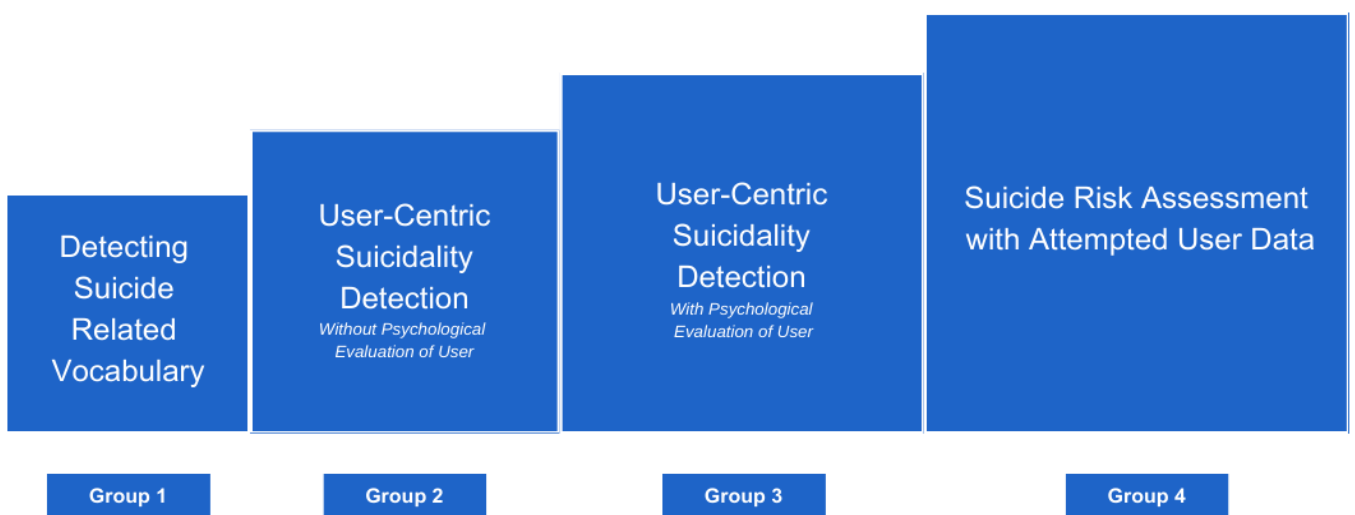 Detecting
Suicide
Related
Vocabulary
User-Centric
Suicidality
Detection
Without Psychological
Evaluation of User
User-Centric
Suicidality
Detection
With Psychological
Evaluation of User
Suicide Risk Assessment
with Attempted User Data
Group 1
Group 2
Group 3
Group 4